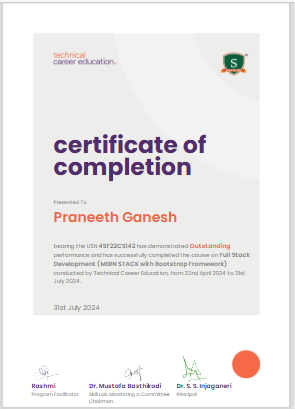 technical
career education.
S
certificate of
completion
Presented To
Praneeth Ganesh
bearing the USN 4SF22CS142 has demonstrated Outstanding
performance and has successfully completed the course on Full Stack
Development (MERN STACK with Bootstrap Framework)
conducted by Technical Career Education, from 22nd April 2024 to 31st
July 2024.
31st July 2024
Rashmi
Program Facilitator
Dr. Mustafa Basthikodi
Skill Lab Monitoring a Committee
Chairman
Dr. S. S. Injaganeri
Principal